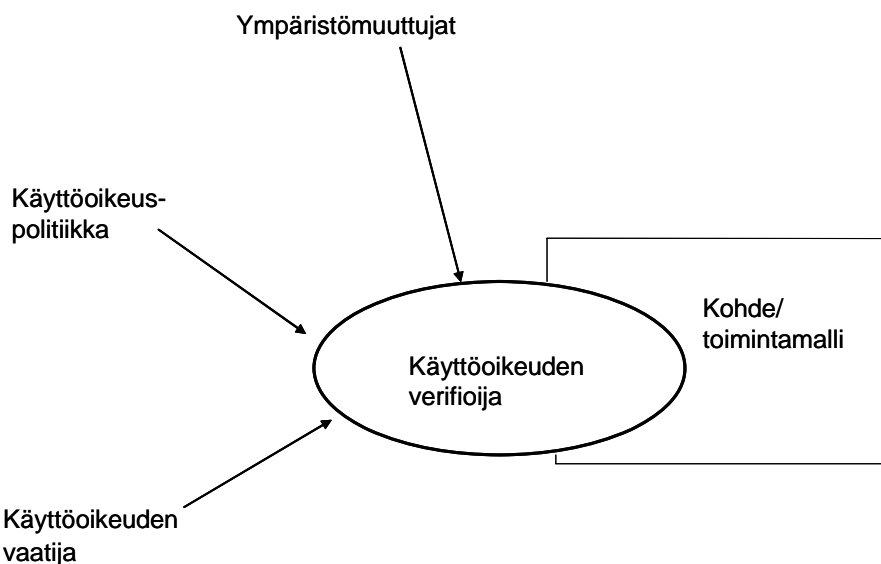 Ympäristömuuttujat
Käyttöoikeus-
politiikka
Kohde/
toimintamalli
Käyttöoikeuden
verifioija
Käyttöoikeuden
vaatija